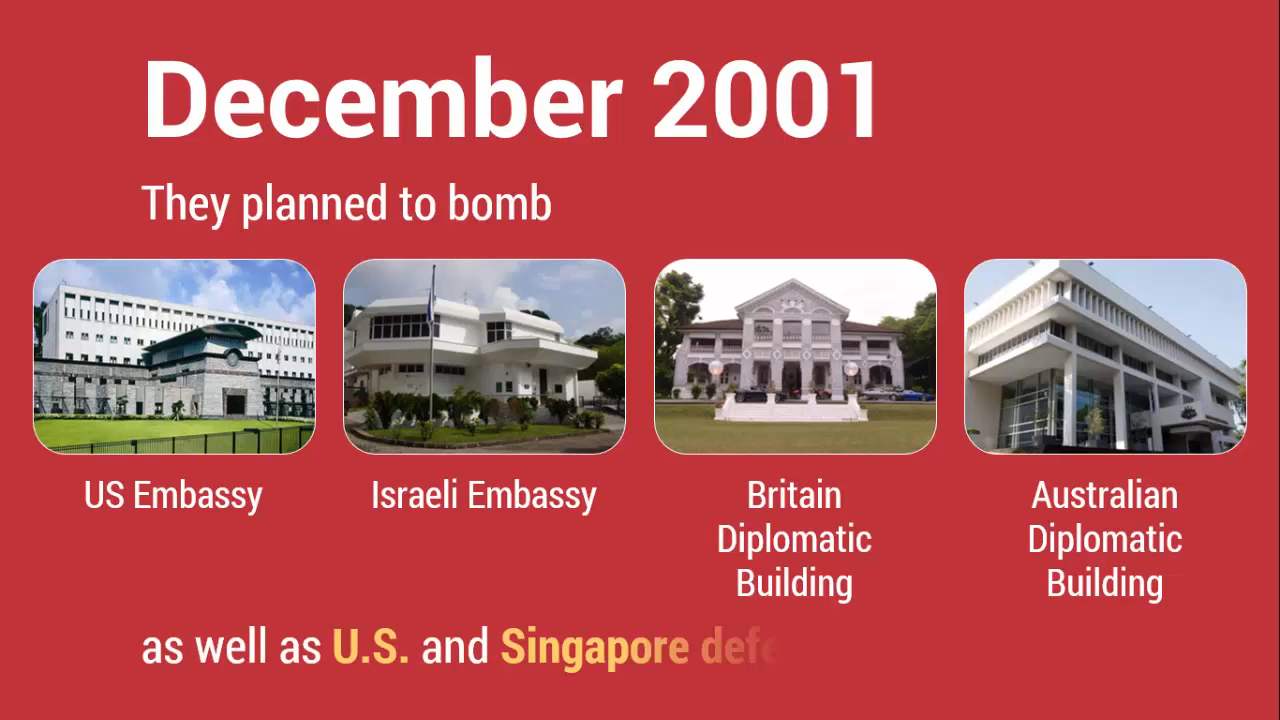 December 2001
They planned to bomb
US Embassy
Israeli Embassy
Britain
Diplomatic
Building
Australian
Diplomatic
Building
as well as U.S. and Singapore